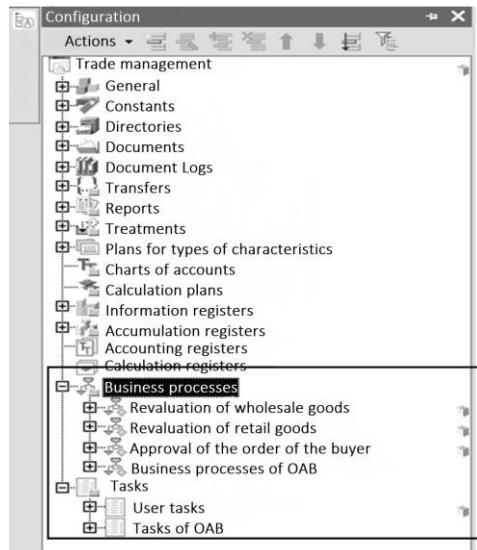 Configuration
Actions
Trade management
General
Constants
Directories
Documents
Document Logs
Transfers
Reports
Treatments
Plans for types of characteristics
Charts of accounts
Calculation plans
Information registers
Accumulation registers
Accounting registers
Calculation registers
Business processes
Revaluation of wholesale goods
Revaluation of retail goods
Approval of the order of the buyer
Business processes of OAB
Tasks
User tasks
Tasks of OAB